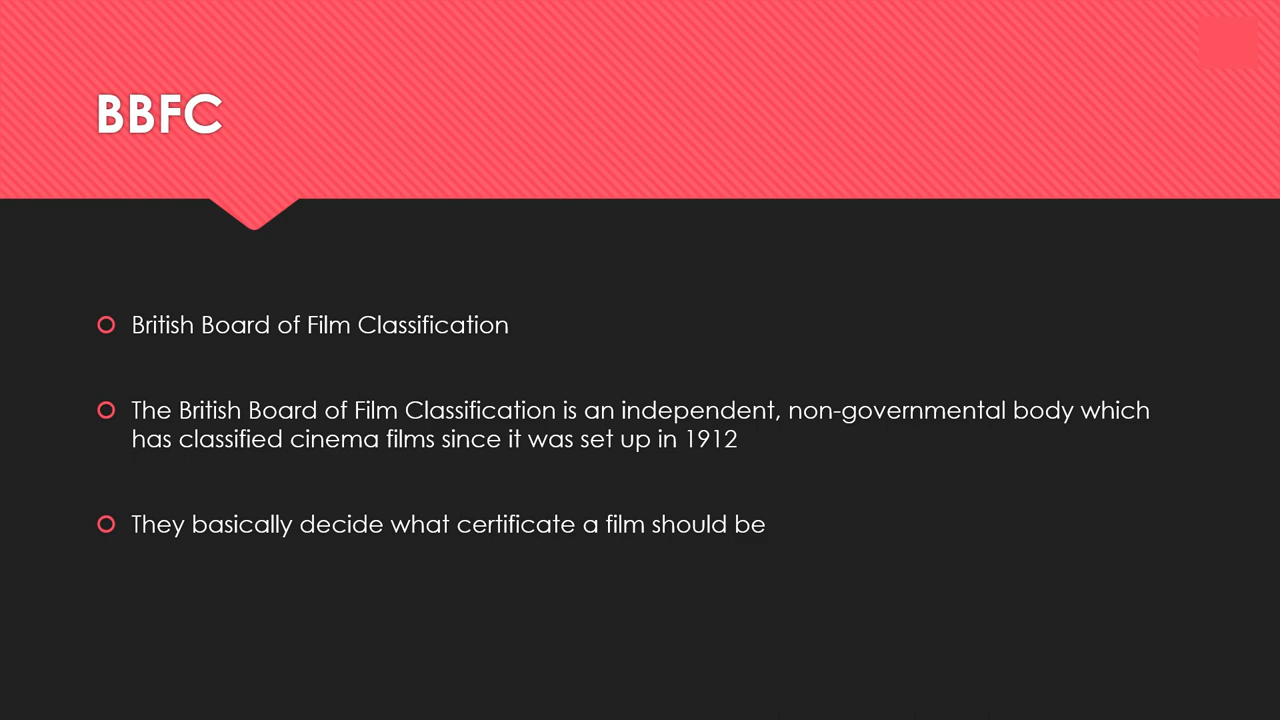 BBFC
British Board of Film Classification
The British Board of Film Classification is an independent, non-governmental body which
has classified cinema films since it was set up in 1912
They basically decide what certificate a film should be